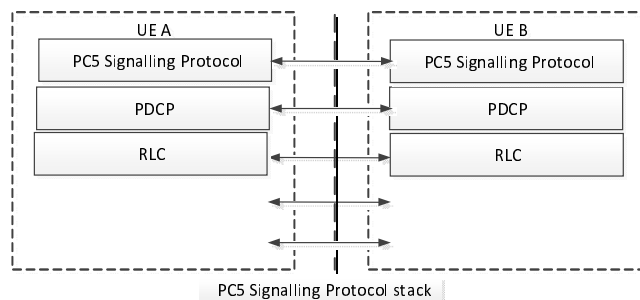 UE A
UE B
PC5 Signalling Protocol
PC5 Signalling Protocol
PDCP
PDCP
RLC
RLC
PC5 Signalling Protocol stack